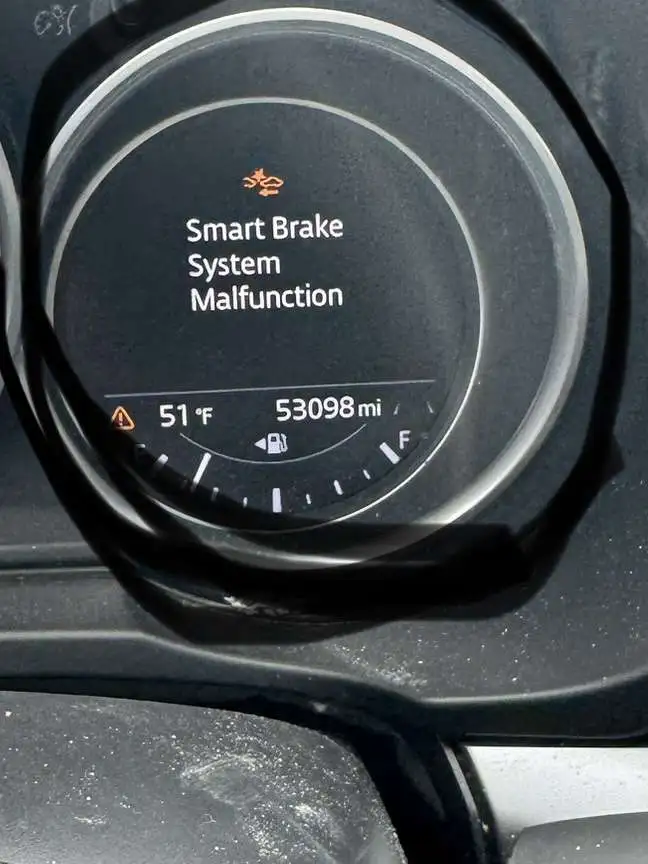 Smart Brake
System
Malfunction
51 °F 53098 mi
F